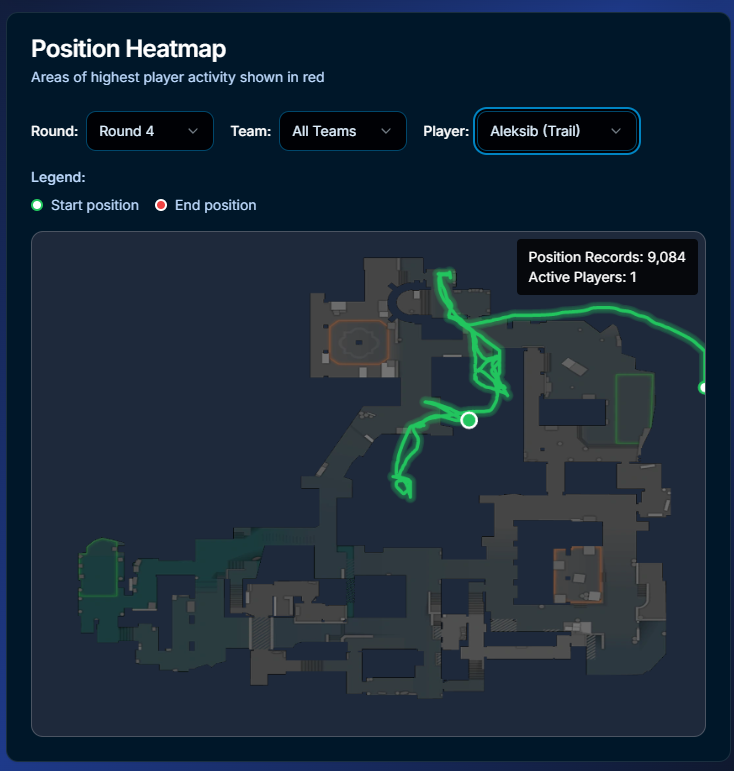 Position Heatmap
Areas of highest player activity shown in red
Round: Round 4 Team: All Teams Player: Aleksib (Trail)
Legend:
Start position End position
Position Records: 9,084
Active Players: 1